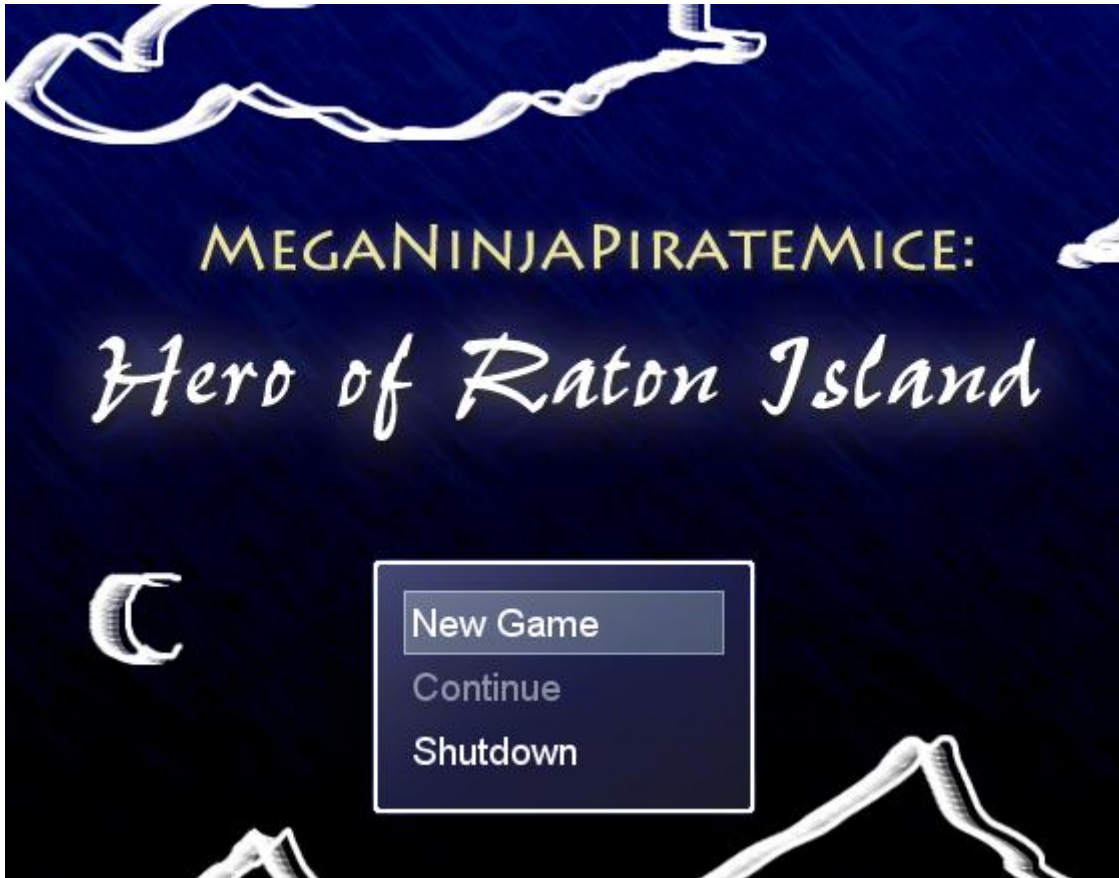 MegaNinjaPirateMice:
Hero of Raton Island
New Game
Continue
Shutdown